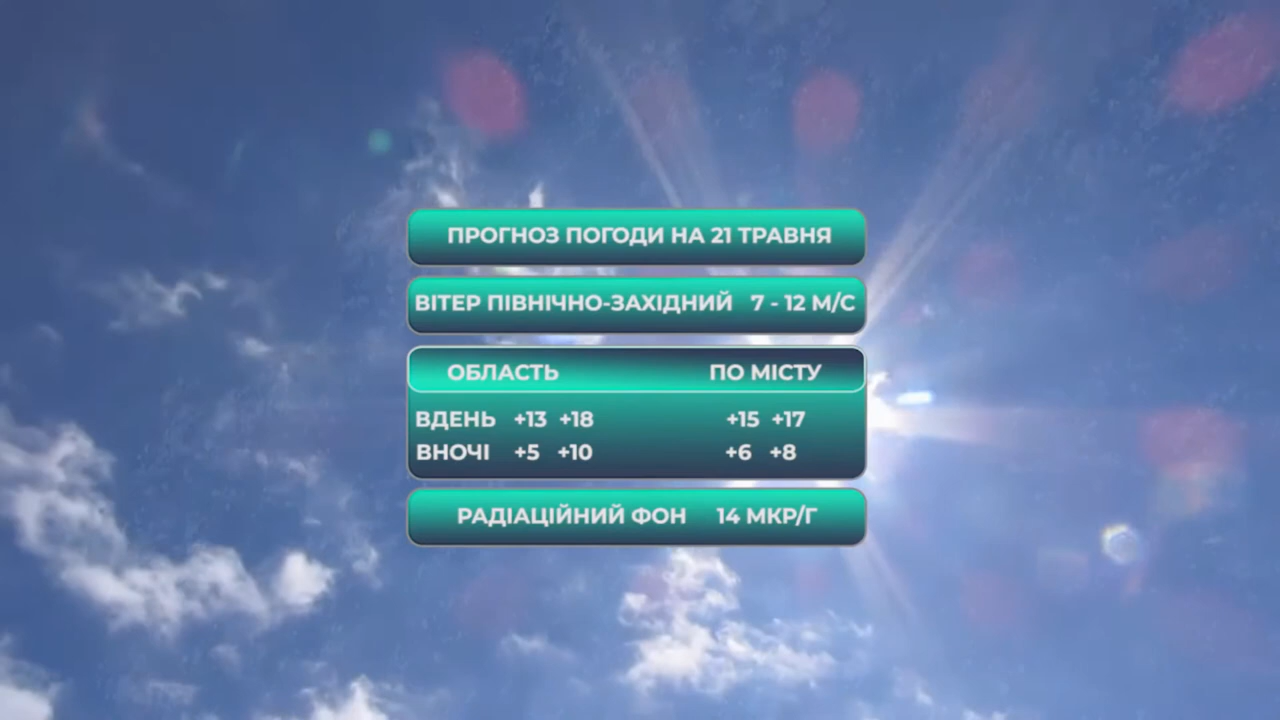 ПРОГНОЗ ПОГОДИ НА 21 ТРАВНЯ
ВІТЕР ПІВНІЧНО-ЗАХІДНИЙ 7 - 12 М/С
ОБЛАСТЬ ПО МІСТУ
ВДЕНЬ +13 +18 +15 +17
ВНОЧІ +5 +10 +6 +8
РАДІАЦІЙНИЙ ФОН 14 МКР/Г